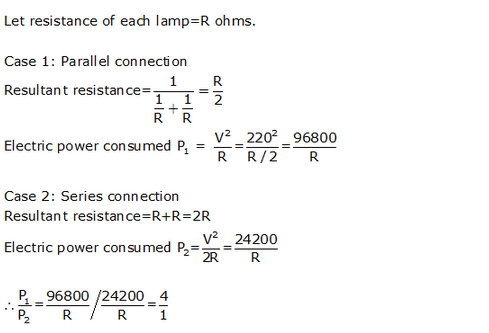 Let resistance of each lamp=R ohms.
Case 1: Parallel connection
Resultant resistance=1/(1/R + 1/R) = R/2
Electric power consumed P₁ = V²/R = 220²/(R / 2) = 96800/R
Case 2: Series connection
Resultant resistance=R+R=2R
Electric power consumed P₂=V²/2R=24200/R
∴ P₁/P₂ = 96800/R / 24200/R = 4/1